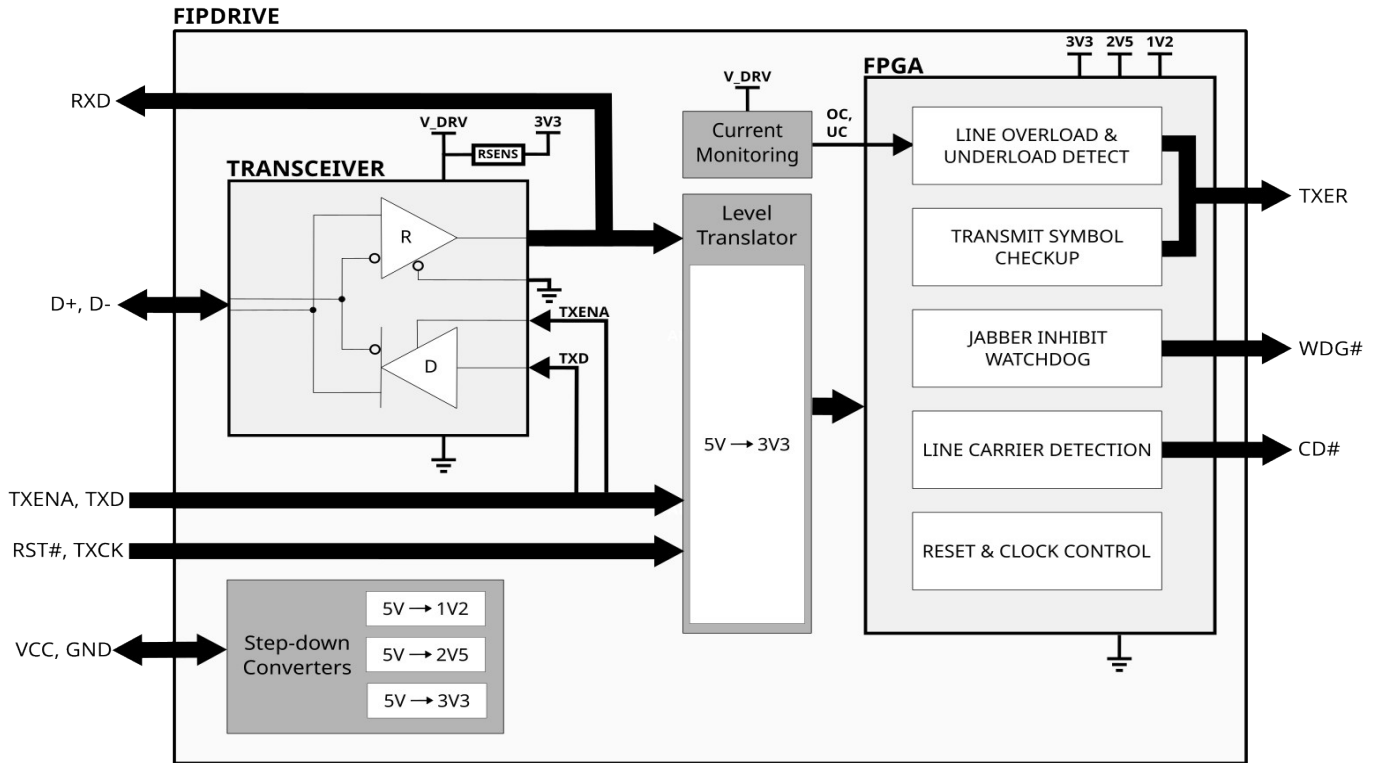 FIPDRIVE
3V3
2V5
1V2
FPGA
V_DRV
RXD
OC,
UC
Current
Monitoring
LINE OVERLOAD &
UNDERLOAD DETECT
V_DRV
3V3
RSENS
TRANSCEIVER
TXER
Level
Translator
R
TRANSMIT SYMBOL
CHECKUP
D+, D-
TXENA
JABBER INHIBIT
WATCHDOG
WDG#
TXD
D
5V → 3V3
LINE CARRIER DETECTION
CD#
TXENA, TXD
RST#, TXCK
RESET & CLOCK CONTROL
5V → 1V2
VCC, GND
Step-down
Converters
5V → 2V5
5V → 3V3